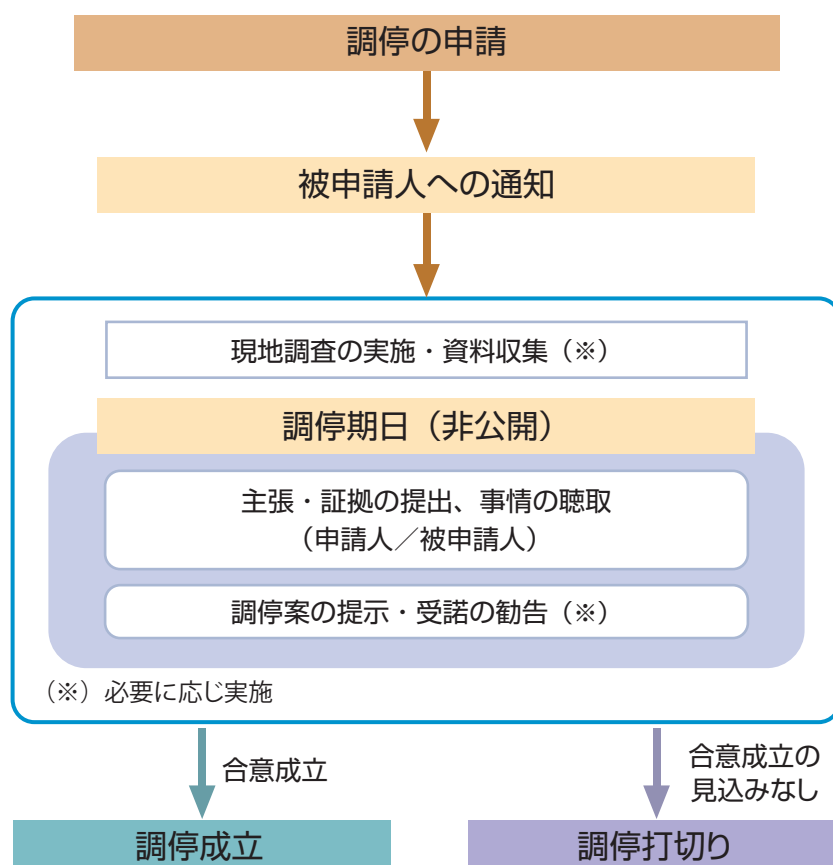 調停の申請
被申請人への通知
現地調査の実施・資料収集（※）
調停期日（非公開）
主張・証拠の提出、事情の聴取
（申請人／被申請人）
調停案の提示・受諾の勧告（※）
（※）必要に応じ実施
合意成立
合意成立の
見込みなし
調停成立
調停打切り